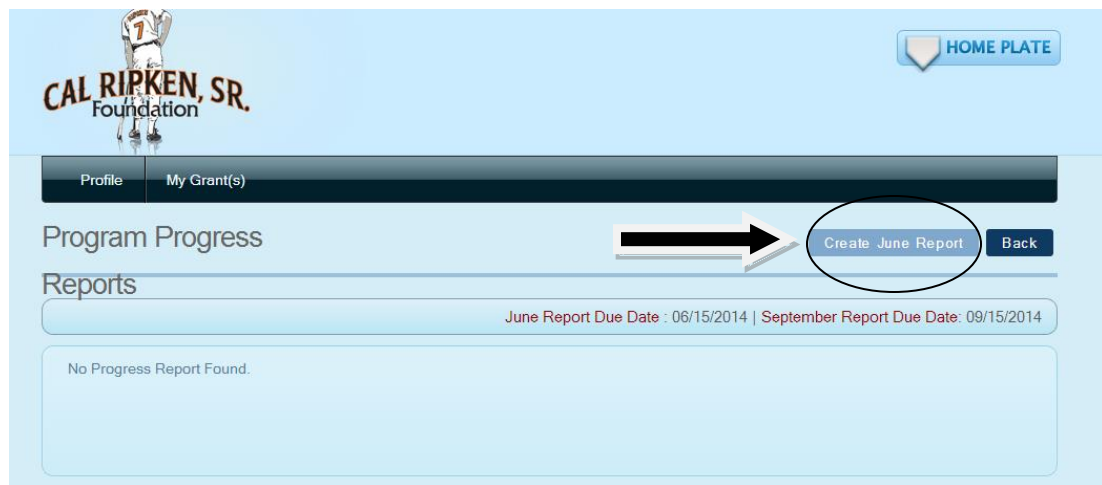 7
CAL RIPKEN, SR.
Foundation
HOME PLATE
Profile My Grant(s)
Program Progress
Reports
Create June Report Back
June Report Due Date : 06/15/2014 | September Report Due Date: 09/15/2014
No Progress Report Found.